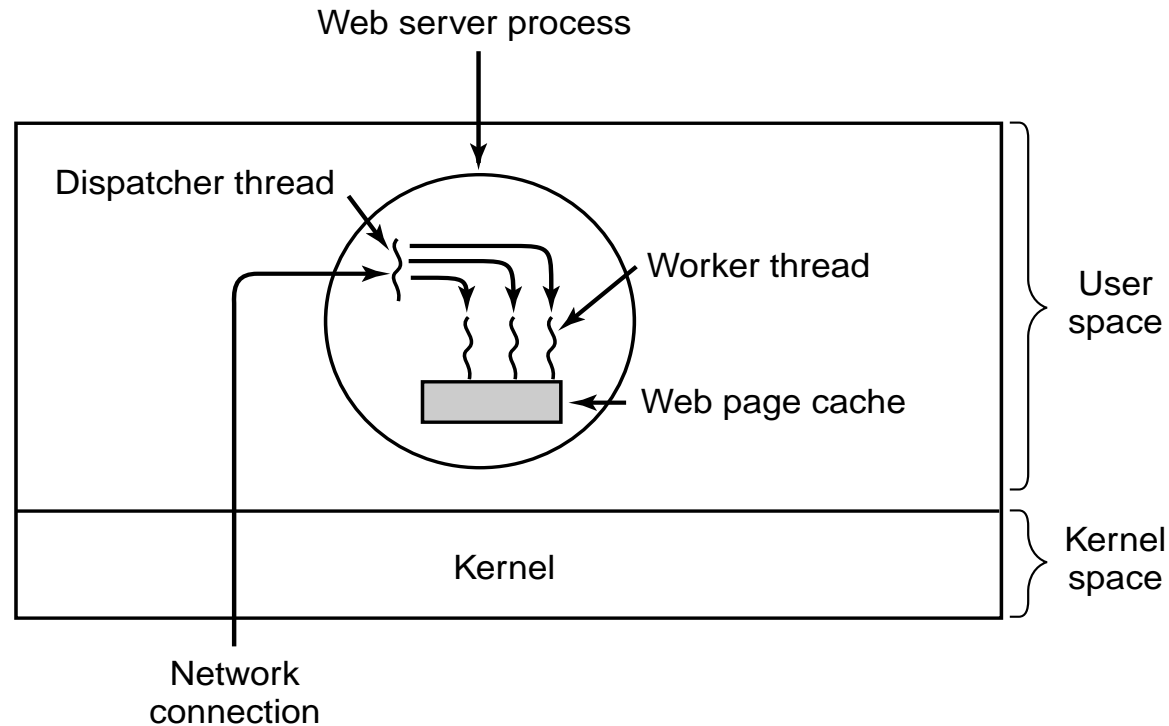 Web server process
Dispatcher thread
Worker thread
User
space
Web page cache
Kernel
Kernel
space
Network
connection